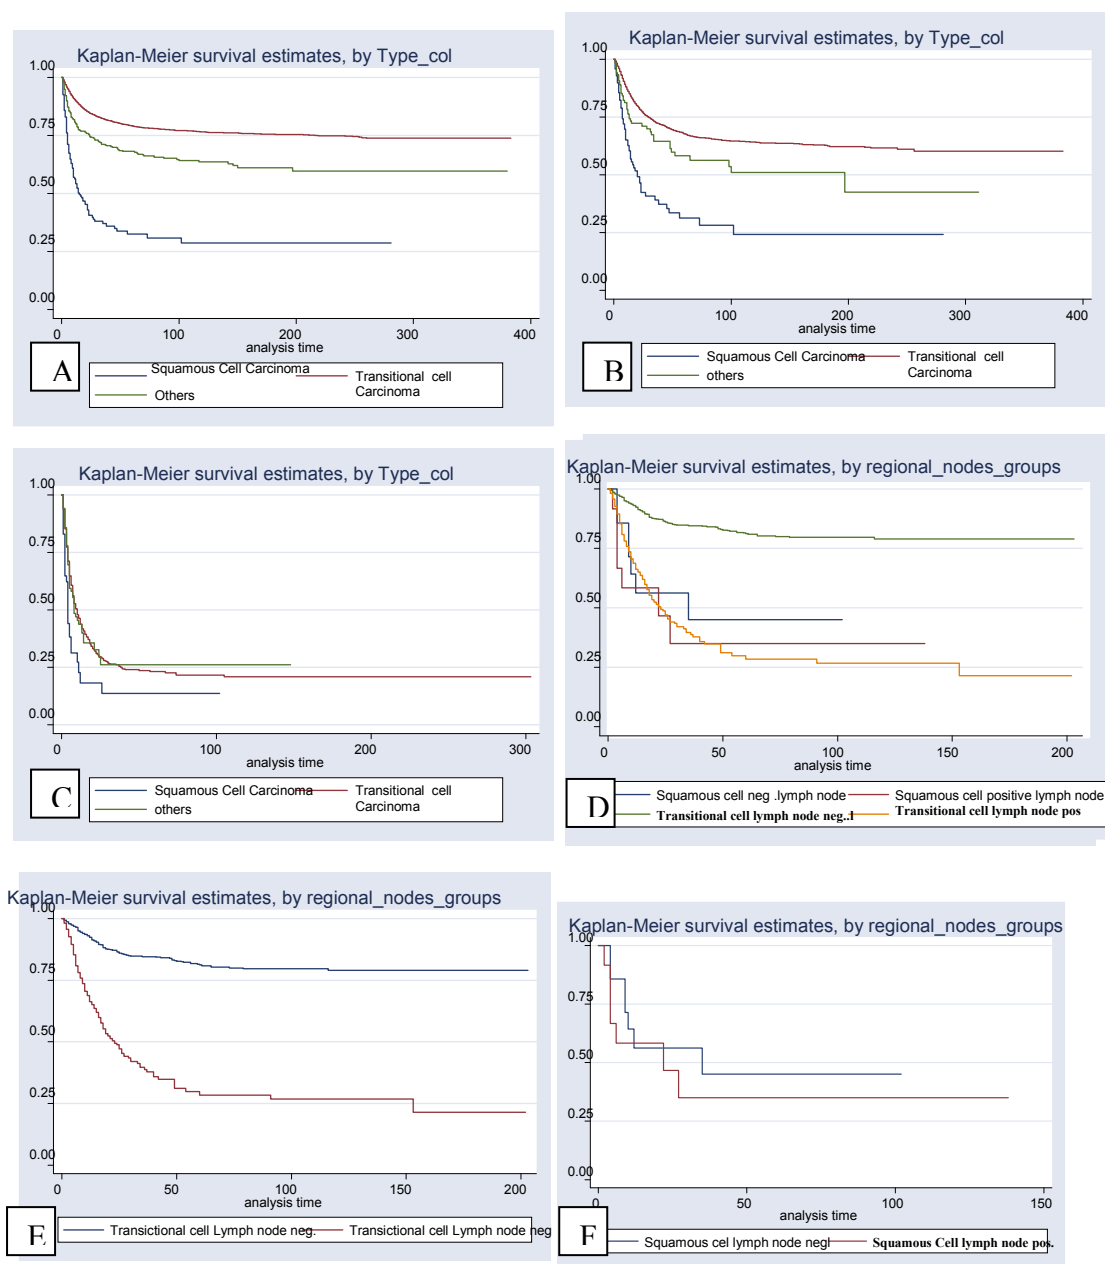 Kaplan-Meier survival estimates, by Type_col
1.00
0.75
0.50
0.25
0.00
0 100 200 300 400
analysis time
A
Squamous Cell Carcinoma
Transitional cell
Carcinoma
Others
Kaplan-Meier survival estimates, by Type_col
1.00
0.75
0.50
0.25
0.00
0 100 200 300 400
analysis time
B
Squamous Cell Carcinoma
Transitional cell
Carcinoma
others
Kaplan-Meier survival estimates, by Type_col
1.00
0.75
0.50
0.25
0.00
0 100 200 300
analysis time
C
Squamous Cell Carcinoma
Transitional cell
Carcinoma
others
Kaplan-Meier survival estimates, by regional_nodes_groups
1.00
0.75
0.50
0.25
0.00
0 50 100 150 200
analysis time
D
Squamous cell neg .lymph node
Squamous cell positive lymph node
Transitional cell lymph node neg..l
Transitional cell lymph node pos
Kaplan-Meier survival estimates, by regional_nodes_groups
1.00
0.75
0.50
0.25
0.00
0 50 100 150 200
analysis time
E
Transictional cell Lymph node neg.
Transictional cell Lymph node neg
Kaplan-Meier survival estimates, by regional_nodes_groups
1.00
0.75
0.50
0.25
0.00
0 50 100 150
analysis time
F
Squamous cel lymph node negl
Squamous Cell lymph node pos.